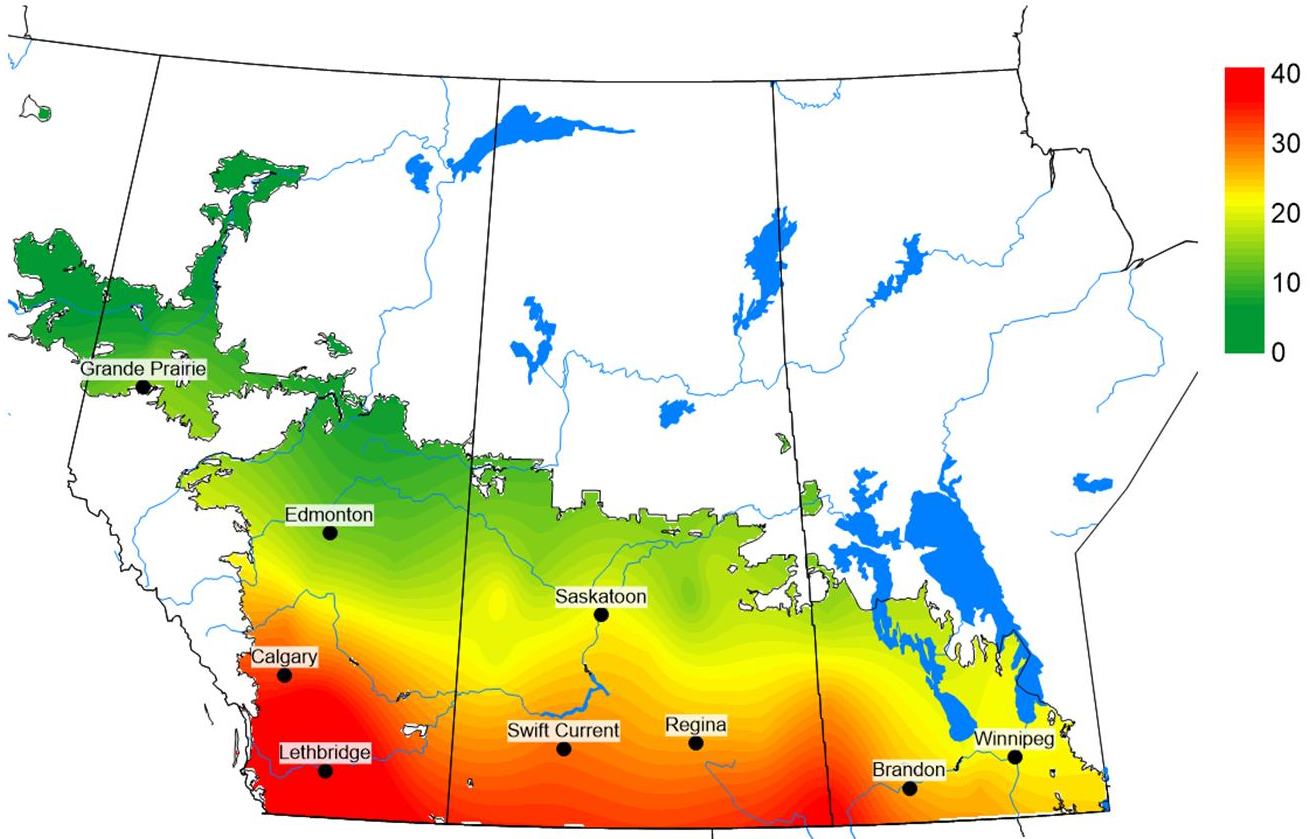 40
30
20
10
0
Grande Prairie
Edmonton
Saskatoon
Calgary
Swift Current
Regina
Lethbridge
Winnipeg
Brandon